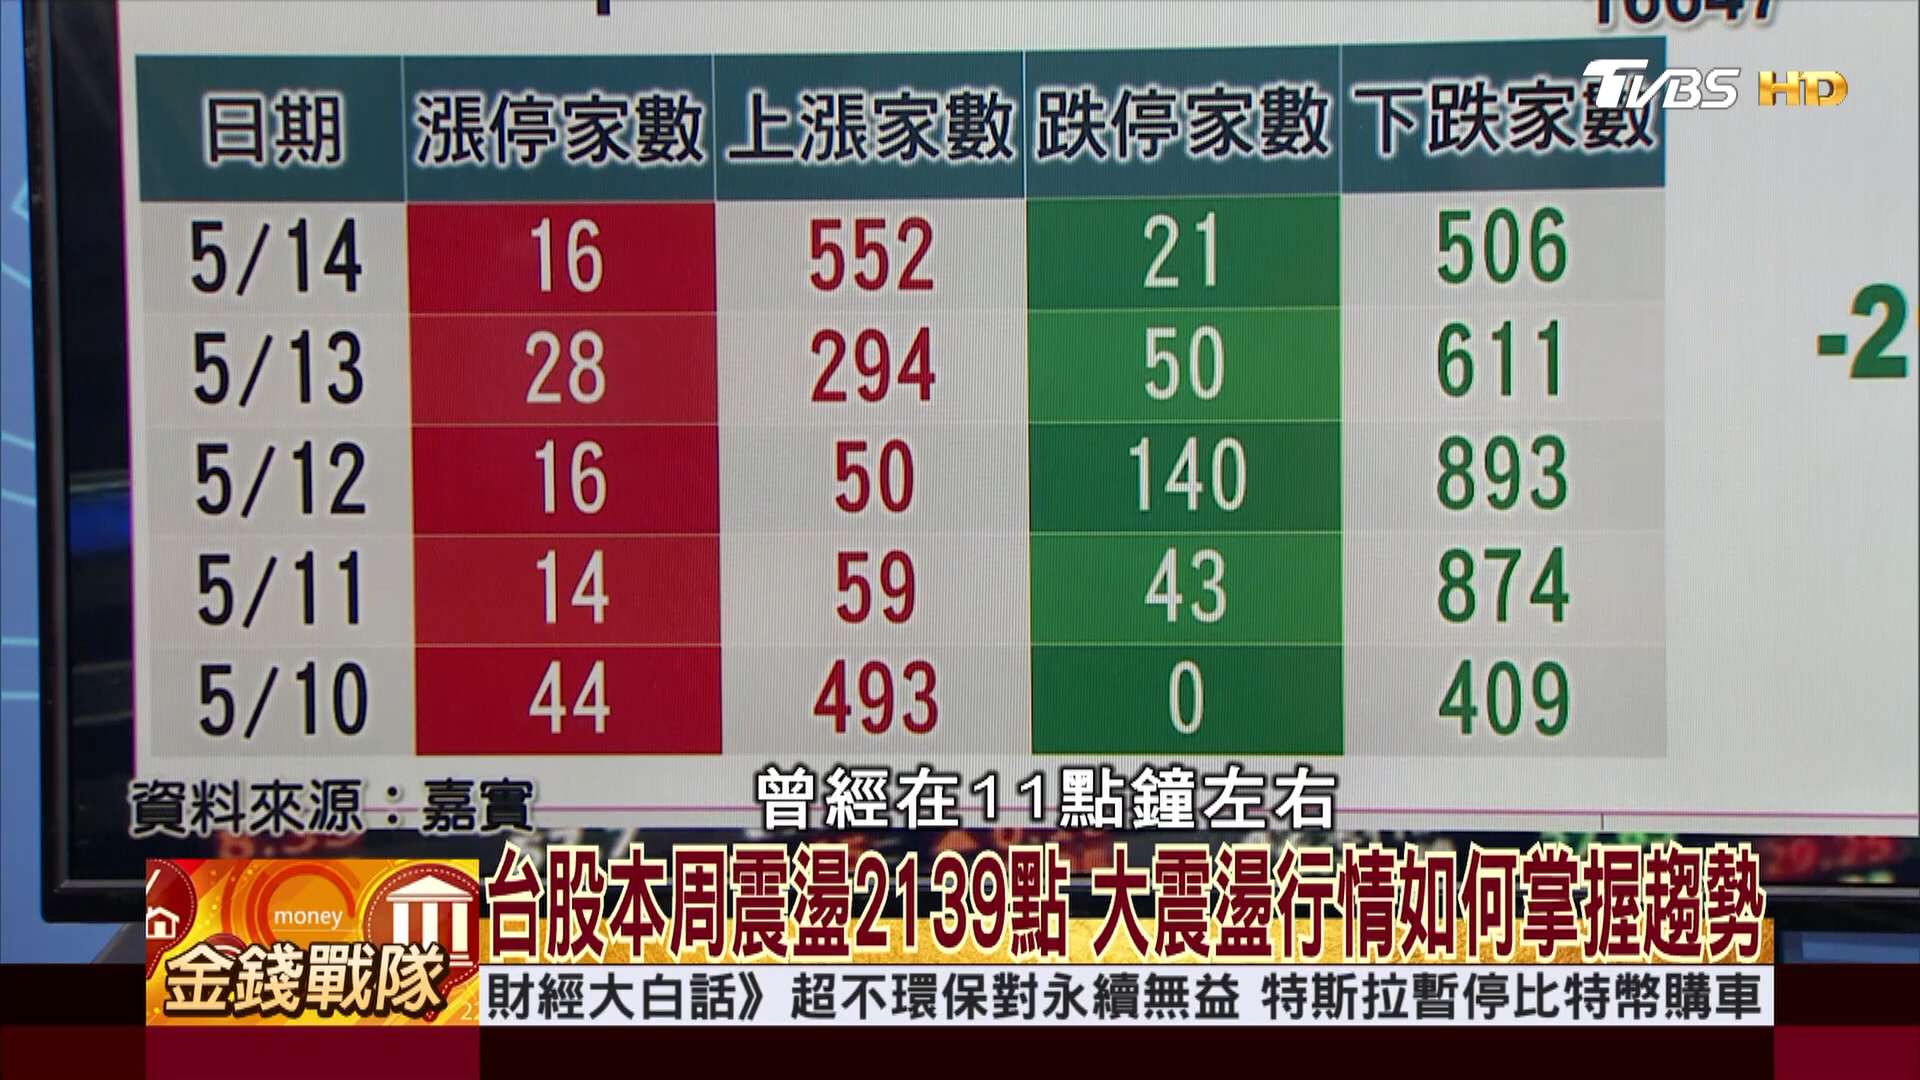 TVBS HD
日期 漲停家數 上漲家數 跌停家數 下跌家數
5/14 16 552 21 506
5/13 28 294 50 611
-2
5/12 16 50 140 893
5/11 14 59 43 874
5/10 44 493 0 409
資料來源：嘉實
曾經在11點鐘左右
台股本周震盪2139點 大震盪行情如何掌握趨勢
money
金錢戰隊
財經大白話》超不環保對永續無益 特斯拉暫停比特幣購車